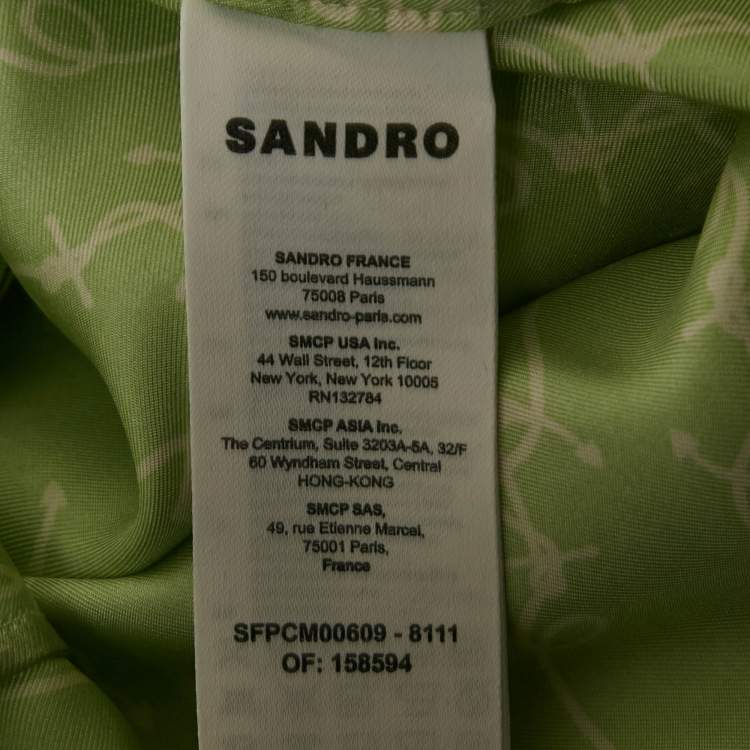 SANDRO
SANDRO FRANCE
150 boulevard Haussmann
75008 Paris
www.sandro-paris.com
SMCP USA Inc.
44 Wall Street, 12th Floor
New York, New York 10005
RN132784
SMCP ASIA Inc.
The Centrium, Suite 3203A-5A, 32/F
60 Wyndham Street, Central
HONG-KONG
SMCP SAS,
49, rue Etienne Marcel,
75001 Paris,
France
SFPCM00609 - 8111
OF: 158594